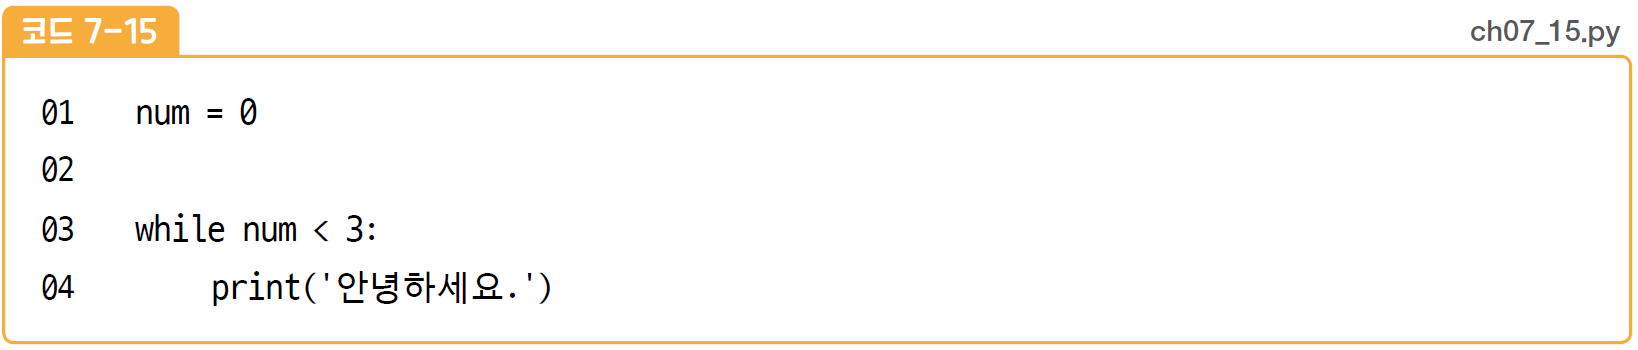 코드 7-15
ch07_15.py
01 num = 0
02
03 while num < 3:
04     print('안녕하세요.')